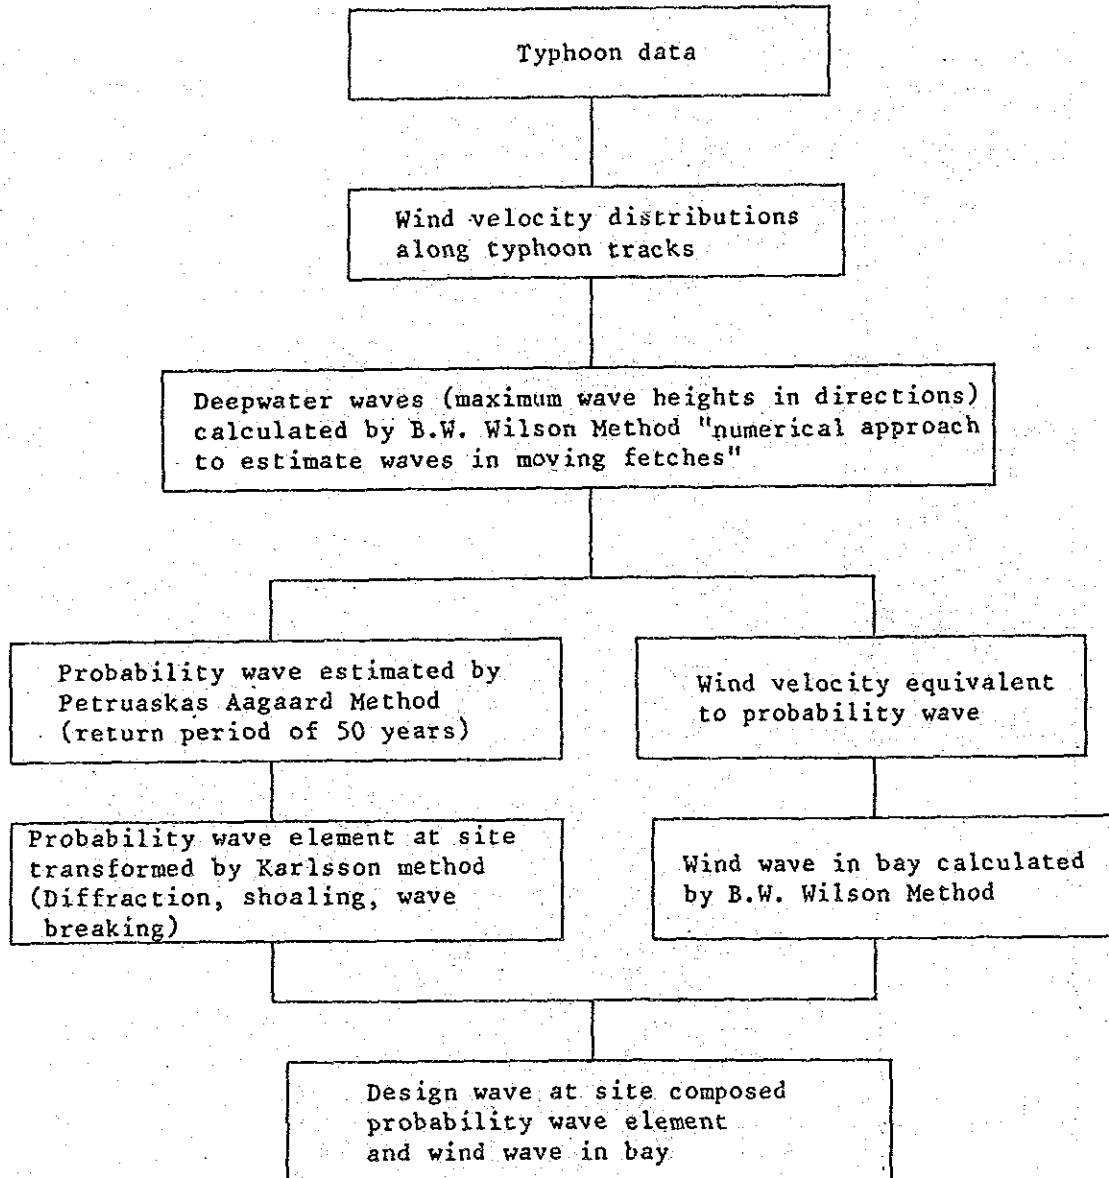 Typhoon data
Wind velocity distributions
along typhoon tracks
Deepwater waves (maximum wave heights in directions)
calculated by B.W. Wilson Method "numerical approach
to estimate waves in moving fetches"
Probability wave estimated by
Petruaskas Aagaard Method
(return period of 50 years)
Wind velocity equivalent
to probability wave
Probability wave element at site
transformed by Karlsson method
(Diffraction, shoaling, wave
breaking)
Wind wave in bay calculated
by B.W. Wilson Method
Design wave at site composed
probability wave element
and wind wave in bay